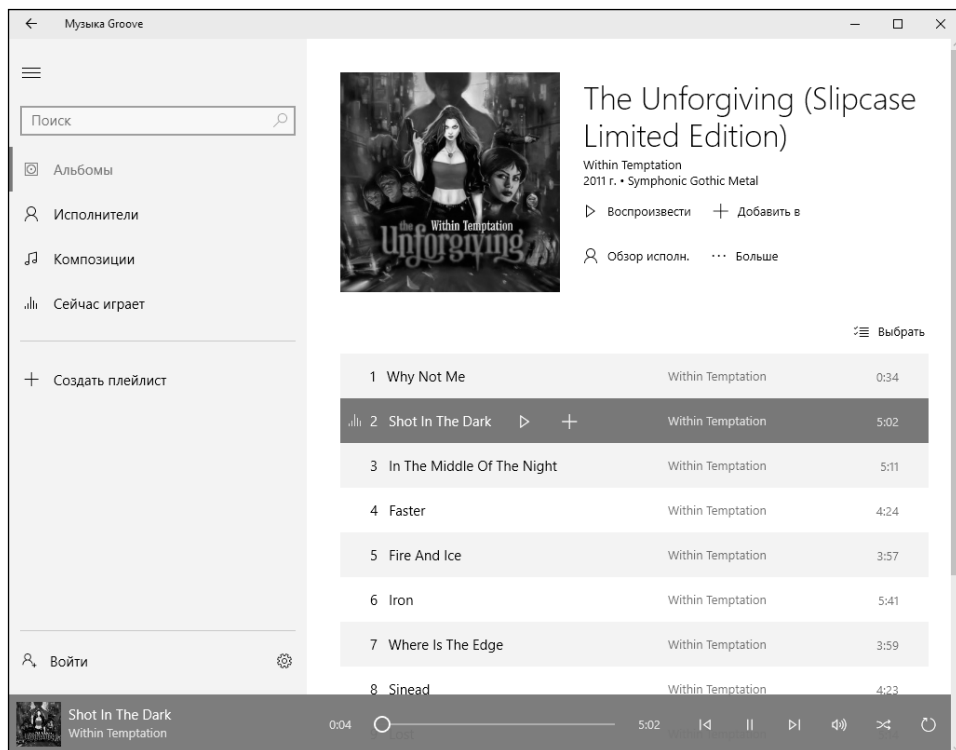 Музыка Groove
Поиск
Альбомы
Исполнители
Композиции
Сейчас играет
Создать плейлист
Войти
the Within Temptation
Unforgiving
The Unforgiving (Slipcase
Limited Edition)
Within Temptation
2011 г. • Symphonic Gothic Metal
Воспроизвести Добавить в
Обзор исполн. ··· Больше
Выбрать
1 Why Not Me Within Temptation 0:34
2 Shot In The Dark Within Temptation 5:02
3 In The Middle Of The Night Within Temptation 5:11
4 Faster Within Temptation 4:24
5 Fire And Ice Within Temptation 3:57
6 Iron Within Temptation 5:41
7 Where Is The Edge Within Temptation 3:59
8 Sinead Within Temptation 4:23
Shot In The Dark
Within Temptation
0:04 5:02
9 Lost